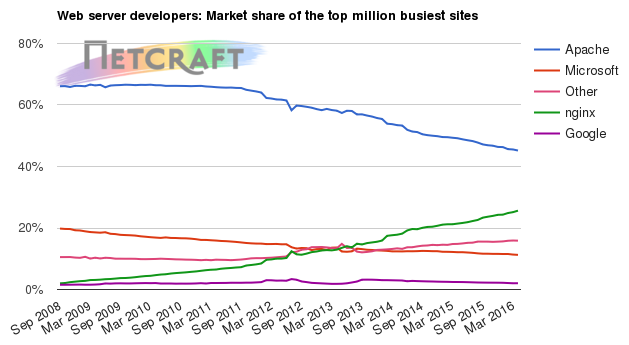 Web server developers: Market share of the top million busiest sites
NETCRAFT
80%
60%
40%
20%
0%
Sep 2008
Mar 2009
Sep 2009
Mar 2010
Sep 2010
Mar 2011
Sep 2011
Mar 2012
Sep 2012
Mar 2013
Sep 2013
Mar 2014
Sep 2014
Mar 2015
Sep 2015
Mar 2016
Apache
Microsoft
Other
nginx
Google